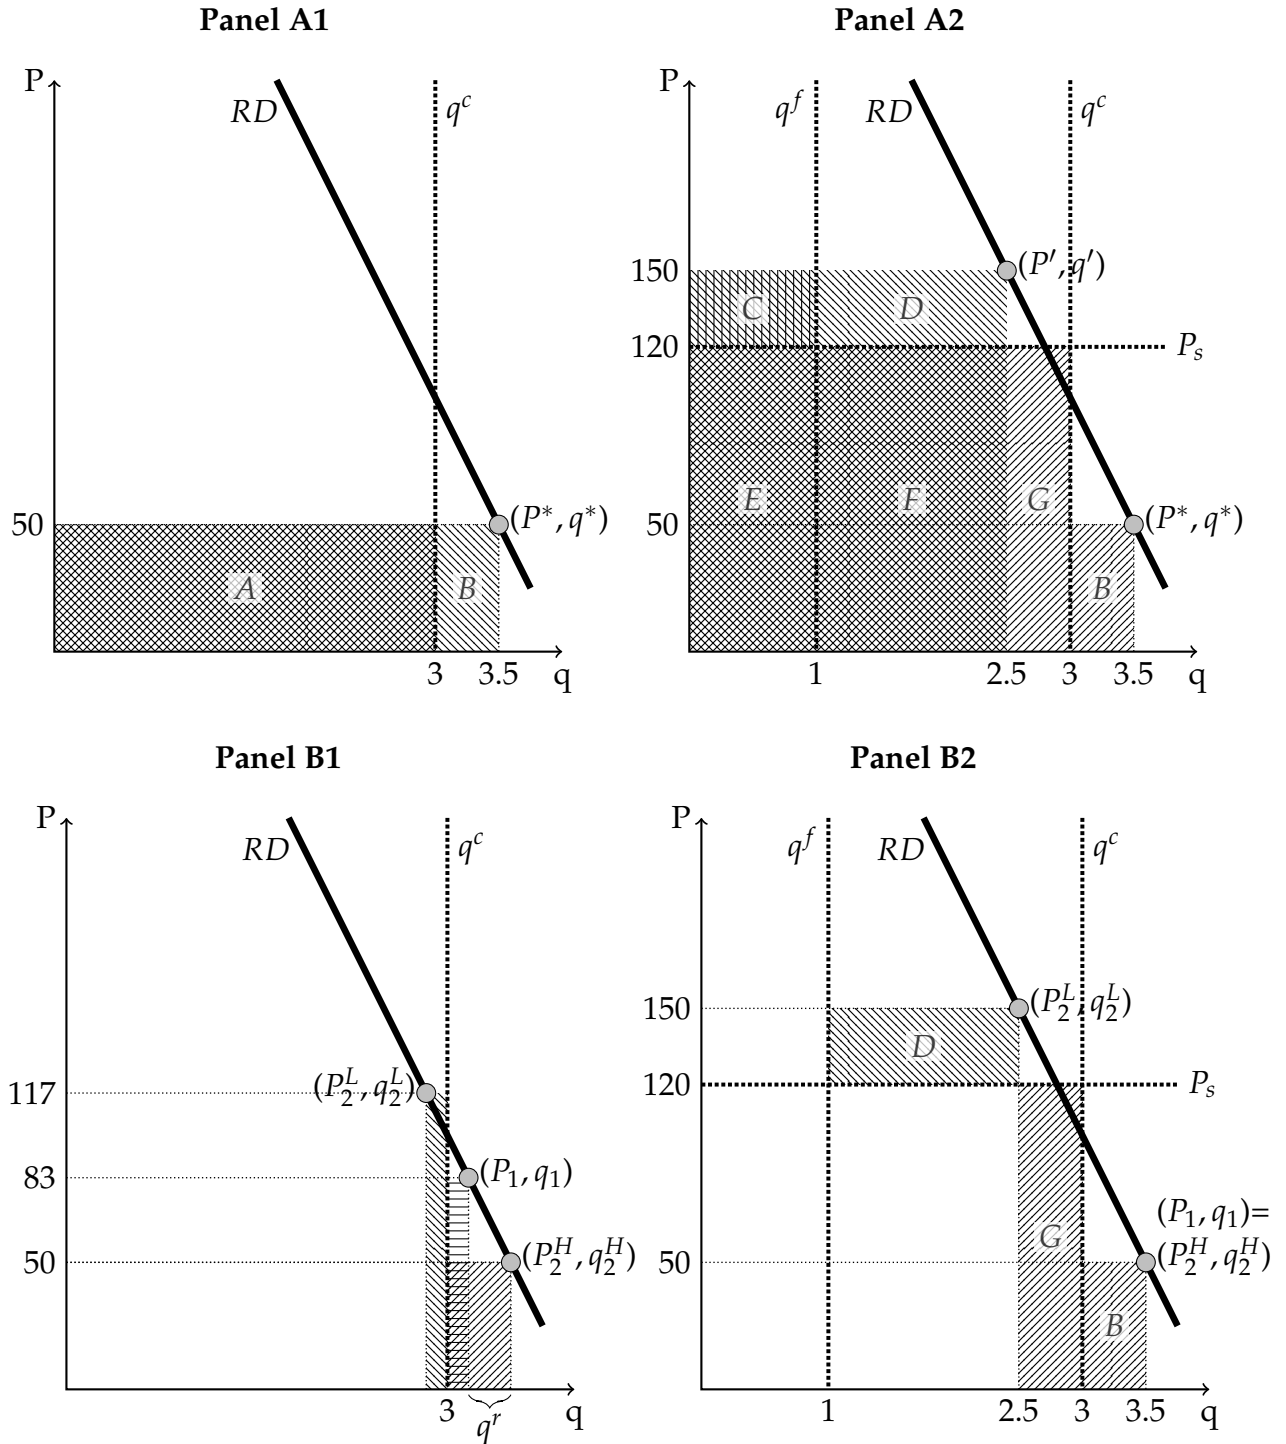 Panel A1
P
RD
q^c
50
(P*, q*)
A
B
3
3.5
q
Panel A2
P
q^f
RD
q^c
150
(P′, q′)
C
D
120
P_s
E
F
G
50
(P*, q*)
B
1
2.5
3
3.5
q
Panel B1
P
RD
q^c
117
(P_2^L, q_2^L)
83
(P_1, q_1)
50
(P_2^H, q_2^H)
3
q^r
q
Panel B2
P
q^f
RD
q^c
150
(P_2^L, q_2^L)
D
120
P_s
(P_1, q_1)=
G
50
(P_2^H, q_2^H)
B
1
2.5
3
3.5
q